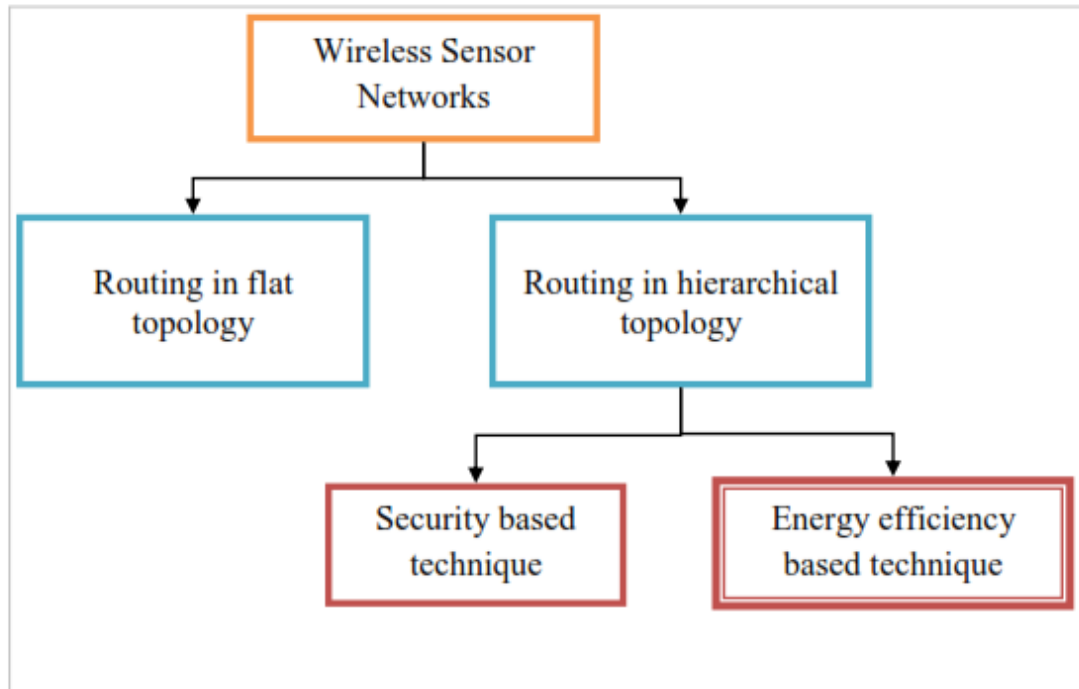 Wireless Sensor
Networks
Routing in flat
topology
Routing in hierarchical
topology
Security based
technique
Energy efficiency
based technique